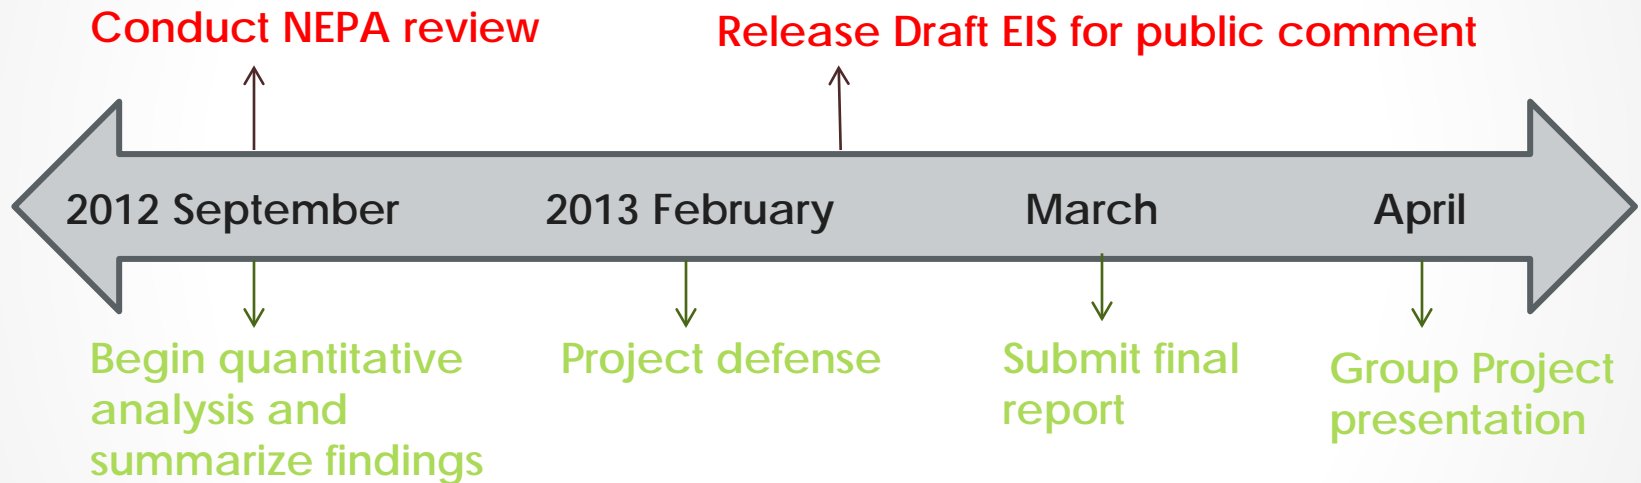 Conduct NEPA review
Release Draft EIS for public comment
2012 September
2013 February
March
April
Begin quantitative
analysis and
summarize findings
Project defense
Submit final
report
Group Project
presentation